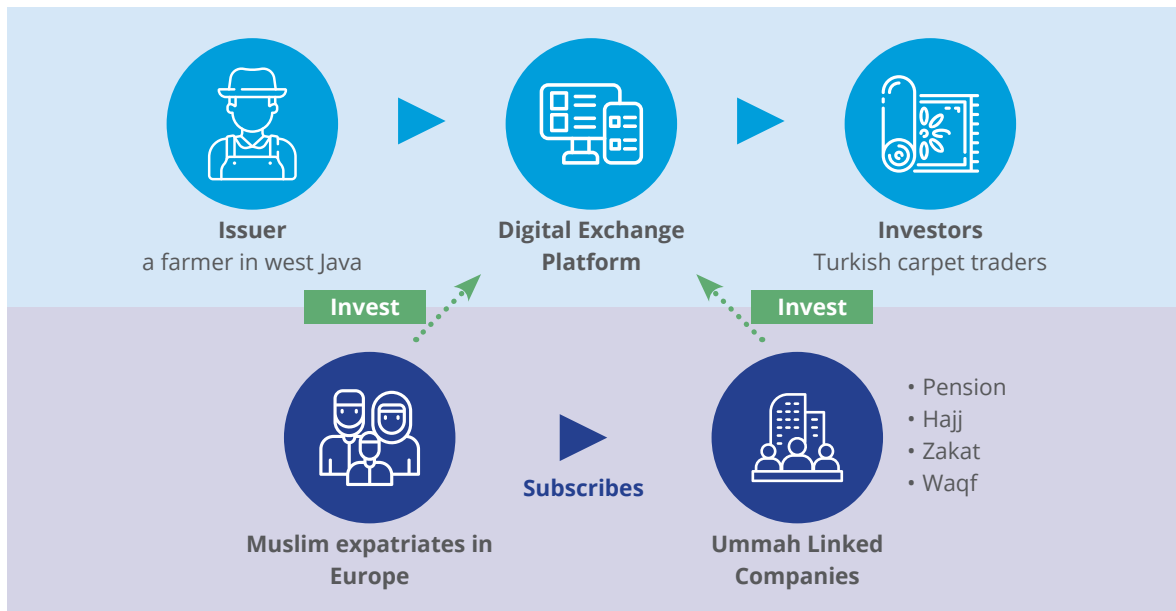 Issuer
a farmer in west Java
Digital Exchange
Platform
Investors
Turkish carpet traders
Invest
Invest
Muslim expatriates in
Europe
Subscribes
Ummah Linked
Companies
• Pension
• Hajj
• Zakat
• Waqf